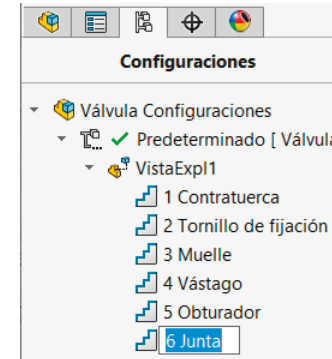 Configuraciones
Válvula Configuraciones
Predeterminado [ Válvula
VistaExpl1
1 Contratuerca
2 Tornillo de fijación
3 Muelle
4 Vástago
5 Obturador
6 Junta